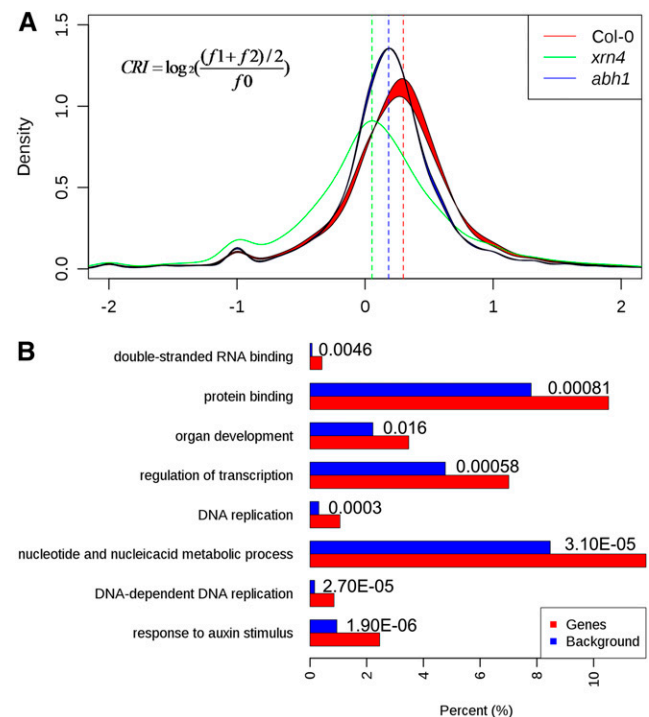 A
CRI = log2((f1+f2)/2 / f0)
Col-0
xrn4
abh1
Density
1.5
1.0
0.5
0.0
-2 -1 0 1 2
B
double-stranded RNA binding 0.0046
protein binding 0.00081
organ development 0.016
regulation of transcription 0.00058
DNA replication 0.0003
nucleotide and nucleicacid metabolic process 3.10E-05
DNA-dependent DNA replication 2.70E-05
response to auxin stimulus 1.90E-06
Genes
Background
0 2 4 6 8 10
Percent (%)